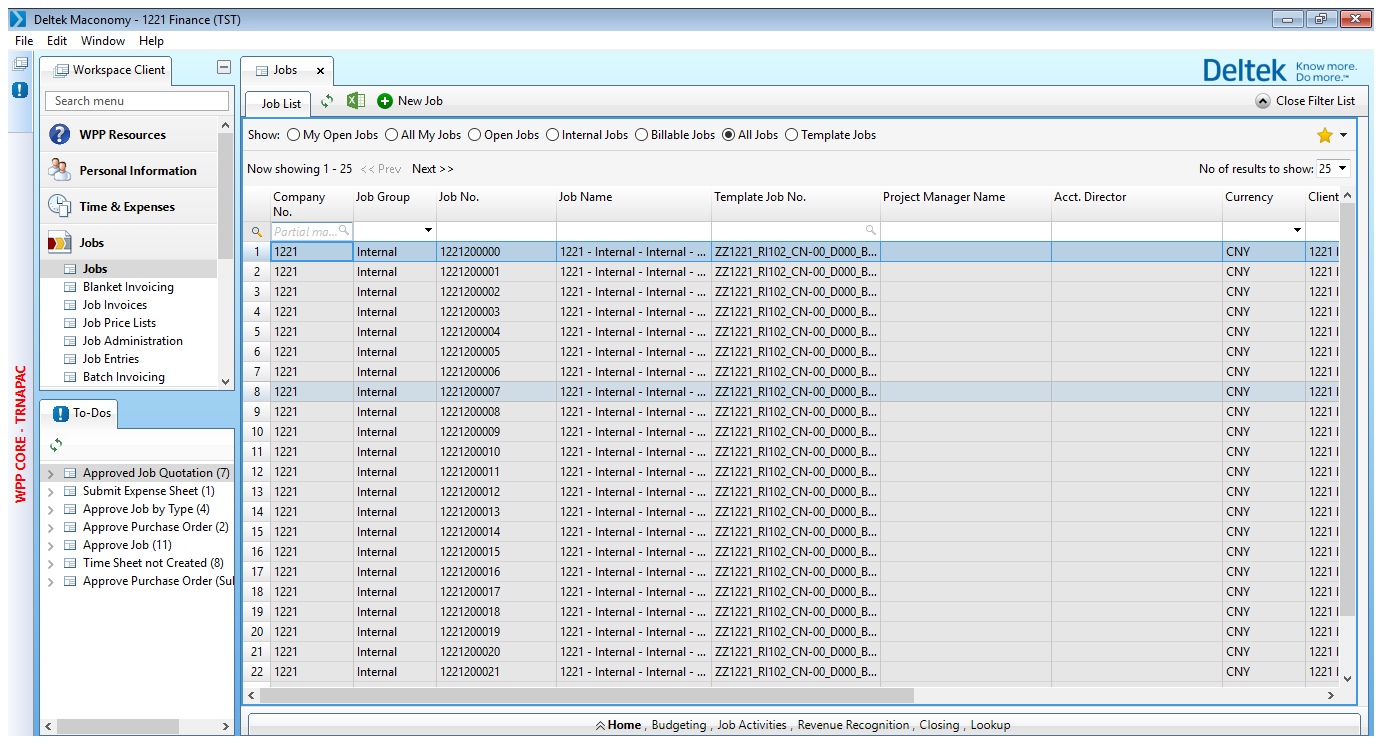 Deltek Maconomy - 1221 Finance (TST)
File Edit Window Help
Workspace Client
Search menu
WPP Resources
Personal Information
Time & Expenses
Jobs
Jobs
Blanket Invoicing
Job Invoices
Job Price Lists
Job Administration
Job Entries
Batch Invoicing
WPP CORE - TRNAPAC
To-Dos
Approved Job Quotation (7)
Submit Expense Sheet (1)
Approve Job by Type (4)
Approve Purchase Order (2)
Approve Job (11)
Time Sheet not Created (8)
Approve Purchase Order (Sul
Jobs
Deltek Know more. Do more.™
Job List New Job Close Filter List
Show: My Open Jobs All My Jobs Open Jobs Internal Jobs Billable Jobs All Jobs Template Jobs
Now showing 1 - 25 << Prev Next >> No of results to show: 25
Company No. Job Group Job No. Job Name Template Job No. Project Manager Name Acct. Director Currency Client
Partial ma...
1 1221 Internal 1221200000 1221 - Internal - Internal - ... ZZ1221_RI102_CN-00_D000_B... CNY 1221 I
2 1221 Internal 1221200001 1221 - Internal - Internal - ... ZZ1221_RI102_CN-00_D000_B... CNY 1221 I
3 1221 Internal 1221200002 1221 - Internal - Internal - ... ZZ1221_RI102_CN-00_D000_B... CNY 1221 I
4 1221 Internal 1221200003 1221 - Internal - Internal - ... ZZ1221_RI102_CN-00_D000_B... CNY 1221 I
5 1221 Internal 1221200004 1221 - Internal - Internal - ... ZZ1221_RI102_CN-00_D000_B... CNY 1221 I
6 1221 Internal 1221200005 1221 - Internal - Internal - ... ZZ1221_RI102_CN-00_D000_B... CNY 1221 I
7 1221 Internal 1221200006 1221 - Internal - Internal - ... ZZ1221_RI102_CN-00_D000_B... CNY 1221 I
8 1221 Internal 1221200007 1221 - Internal - Internal - ... ZZ1221_RI102_CN-00_D000_B... CNY 1221 I
9 1221 Internal 1221200008 1221 - Internal - Internal - ... ZZ1221_RI102_CN-00_D000_B... CNY 1221 I
10 1221 Internal 1221200009 1221 - Internal - Internal - ... ZZ1221_RI102_CN-00_D000_B... CNY 1221 I
11 1221 Internal 1221200010 1221 - Internal - Internal - ... ZZ1221_RI102_CN-00_D000_B... CNY 1221 I
12 1221 Internal 1221200011 1221 - Internal - Internal - ... ZZ1221_RI102_CN-00_D000_B... CNY 1221 I
13 1221 Internal 1221200012 1221 - Internal - Internal - ... ZZ1221_RI102_CN-00_D000_B... CNY 1221 I
14 1221 Internal 1221200013 1221 - Internal - Internal - ... ZZ1221_RI102_CN-00_D000_B... CNY 1221 I
15 1221 Internal 1221200014 1221 - Internal - Internal - ... ZZ1221_RI102_CN-00_D000_B... CNY 1221 I
16 1221 Internal 1221200015 1221 - Internal - Internal - ... ZZ1221_RI102_CN-00_D000_B... CNY 1221 I
17 1221 Internal 1221200016 1221 - Internal - Internal - ... ZZ1221_RI102_CN-00_D000_B... CNY 1221 I
18 1221 Internal 1221200017 1221 - Internal - Internal - ... ZZ1221_RI102_CN-00_D000_B... CNY 1221 I
19 1221 Internal 1221200018 1221 - Internal - Internal - ... ZZ1221_RI102_CN-00_D000_B... CNY 1221 I
20 1221 Internal 1221200019 1221 - Internal - Internal - ... ZZ1221_RI102_CN-00_D000_B... CNY 1221 I
21 1221 Internal 1221200020 1221 - Internal - Internal - ... ZZ1221_RI102_CN-00_D000_B... CNY 1221 I
22 1221 Internal 1221200021 1221 - Internal - Internal - ... ZZ1221_RI102_CN-00_D000_B... CNY 1221 I
Home , Budgeting , Job Activities , Revenue Recognition , Closing , Lookup